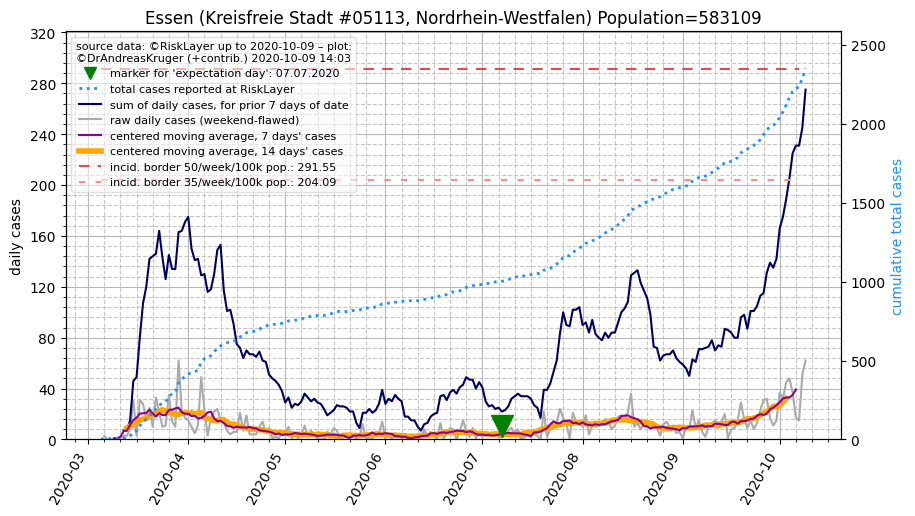 Essen (Kreisfreie Stadt #05113, Nordrhein-Westfalen) Population=583109
source data: ©RiskLayer up to 2020-10-09 – plot:
©DrAndreasKruger (+contrib.) 2020-10-09 14:03
marker for 'expectation day': 07.07.2020
total cases reported at RiskLayer
sum of daily cases, for prior 7 days of date
raw daily cases (weekend-flawed)
centered moving average, 7 days' cases
centered moving average, 14 days' cases
incid. border 50/week/100k pop.: 291.55
incid. border 35/week/100k pop.: 204.09
daily cases
320
280
240
200
160
120
80
40
0
2500
2000
1500
1000
500
0
cumulative total cases
2020-03
2020-04
2020-05
2020-06
2020-07
2020-08
2020-09
2020-10